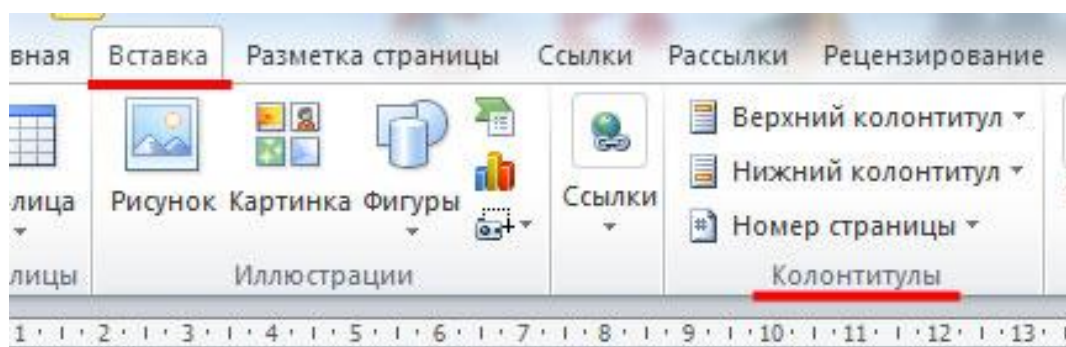 вная Вставка Разметка страницы Ссылки Рассылки Рецензирование
Верхний колонтитул
Нижний колонтитул
лица Рисунок Картинка Фигуры Ссылки
Номер страницы
лицы Иллюстрации Колонтитулы
1 2 3 4 5 6 7 8 9 10 11 12 13